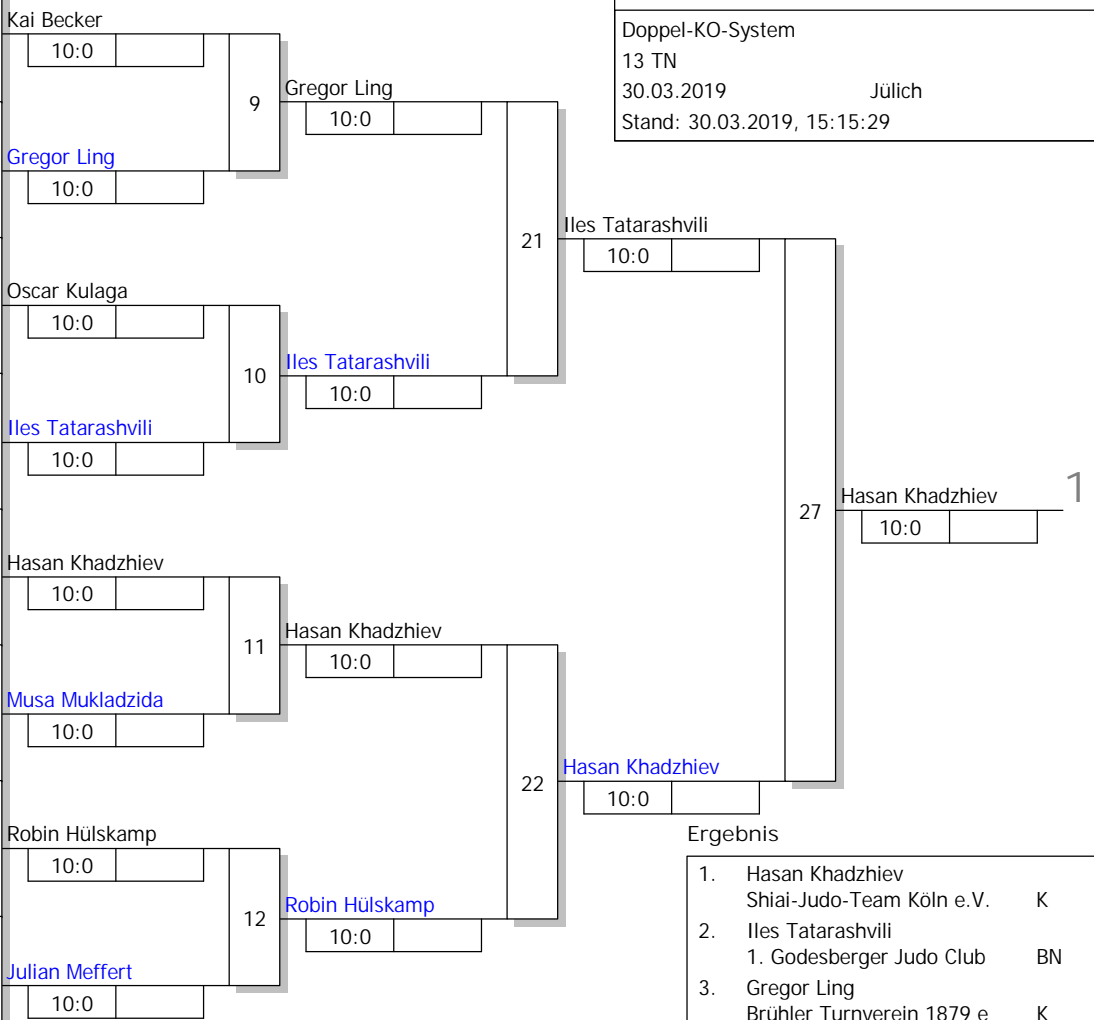 Kai Becker
10:0
9
Gregor Ling
10:0
Gregor Ling
10:0
Doppel-KO-System
13 TN
30.03.2019 Jülich
Stand: 30.03.2019, 15:15:29
21
Iles Tatarashvili
10:0
Oscar Kulaga
10:0
10
Iles Tatarashvili
10:0
Iles Tatarashvili
10:0
27
Hasan Khadzhiev 1
10:0
Hasan Khadzhiev
10:0
11
Hasan Khadzhiev
10:0
Musa Mukladzida
10:0
22
Hasan Khadzhiev
10:0
Robin Hülskamp
10:0
12
Robin Hülskamp
10:0
Julian Meffert
10:0
Ergebnis
1. Hasan Khadzhiev
Shiai-Judo-Team Köln e.V. K
2. Iles Tatarashvili
1. Godesberger Judo Club BN
3. Gregor Ling
Brühler Turnverein 1879 e K